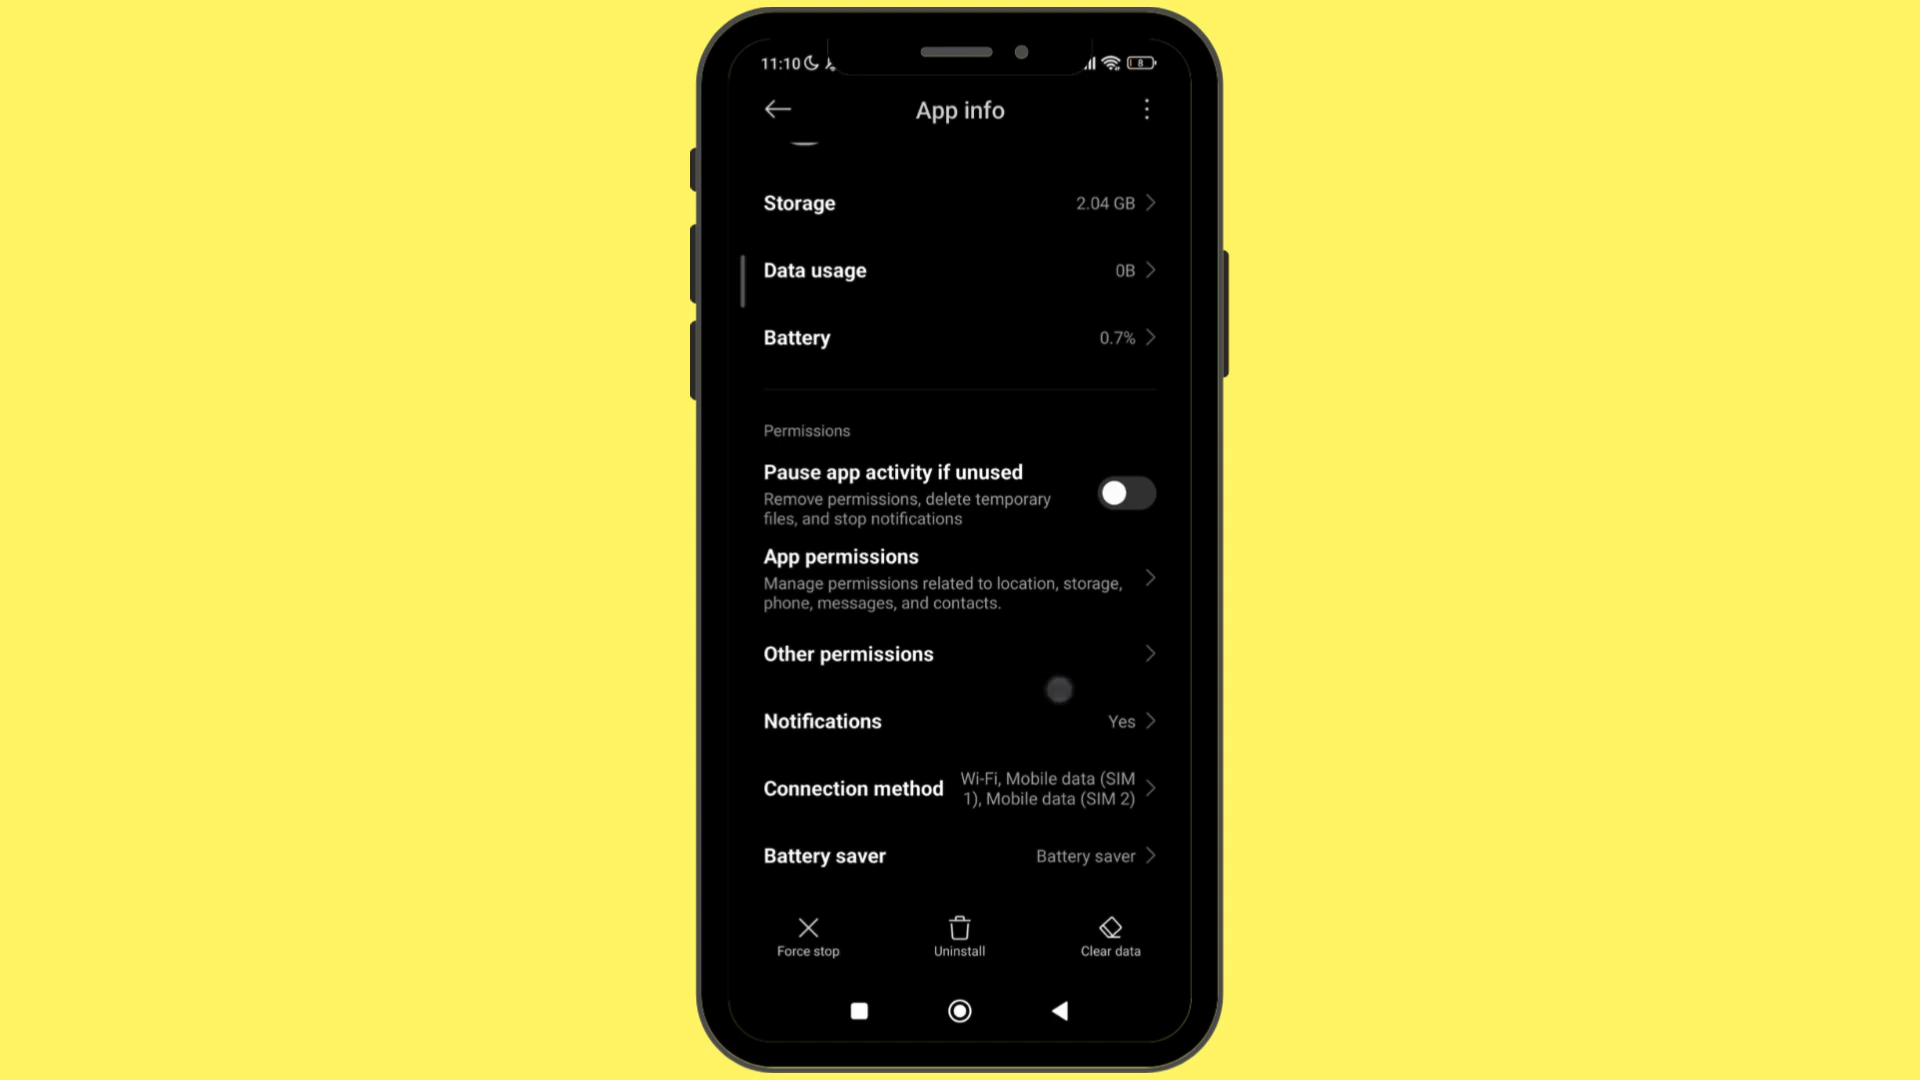 11:10
8
App info
Storage
2.04 GB
Data usage
0B
Battery
0.7%
Permissions
Pause app activity if unused
Remove permissions, delete temporary
files, and stop notifications
App permissions
Manage permissions related to location, storage,
phone, messages, and contacts.
Other permissions
Notifications
Yes
Connection method
Wi-Fi, Mobile data (SIM
1), Mobile data (SIM 2)
Battery saver
Battery saver
Force stop
Uninstall
Clear data